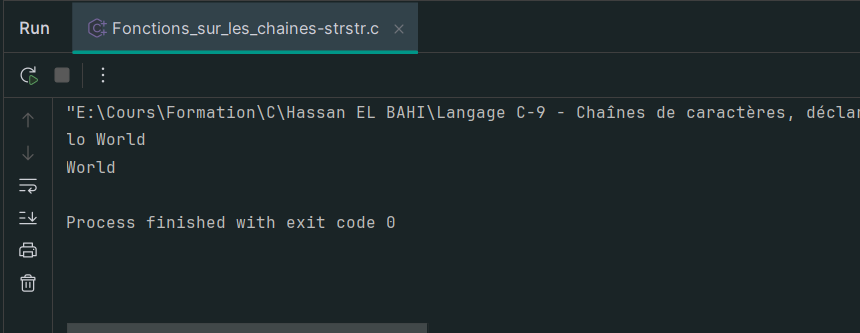 Run Fonctions_sur_les_chaines-strstr.c
"E:\Cours\Formation\C\Hassan EL BAHI\Langage C-9 - Chaînes de caractères, déclar
lo World
World
Process finished with exit code 0